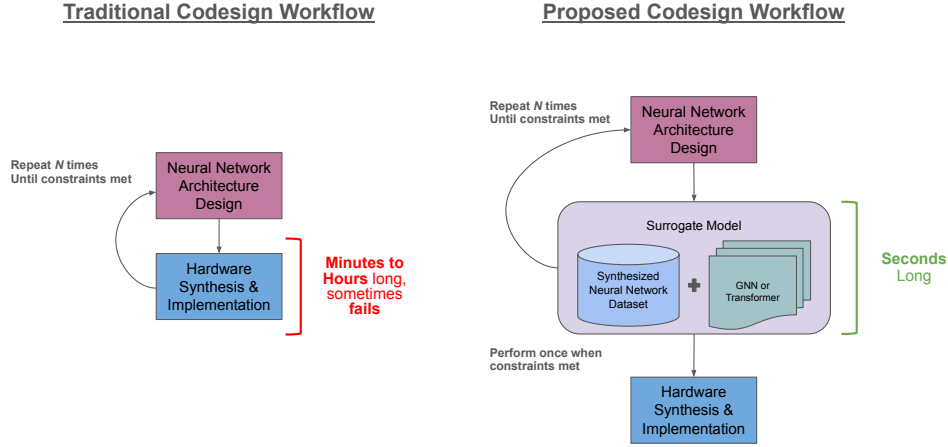 Traditional Codesign Workflow
Repeat N times
Until constraints met
Neural Network
Architecture
Design
Hardware
Synthesis &
Implementation
Minutes to
Hours long,
sometimes
fails
Proposed Codesign Workflow
Repeat N times
Until constraints met
Neural Network
Architecture
Design
Surrogate Model
Synthesized
Neural Network
Dataset
+
GNN or
Transformer
Seconds
Long
Perform once when
constraints met
Hardware
Synthesis &
Implementation